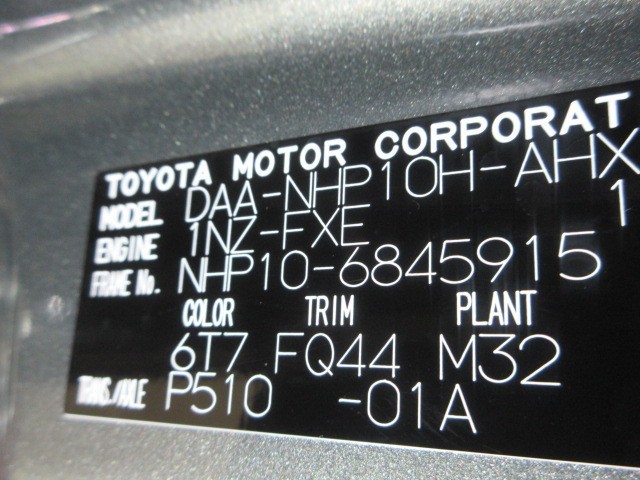 TOYOTA MOTOR CORPORAT
MODEL DAA-NHP10H-AHX
ENGINE 1NZ-FXE 1
FRAME No. NHP10-6845915
COLOR TRIM PLANT
6T7 FQ44 M32
TRANS./AXLE P510 -01A